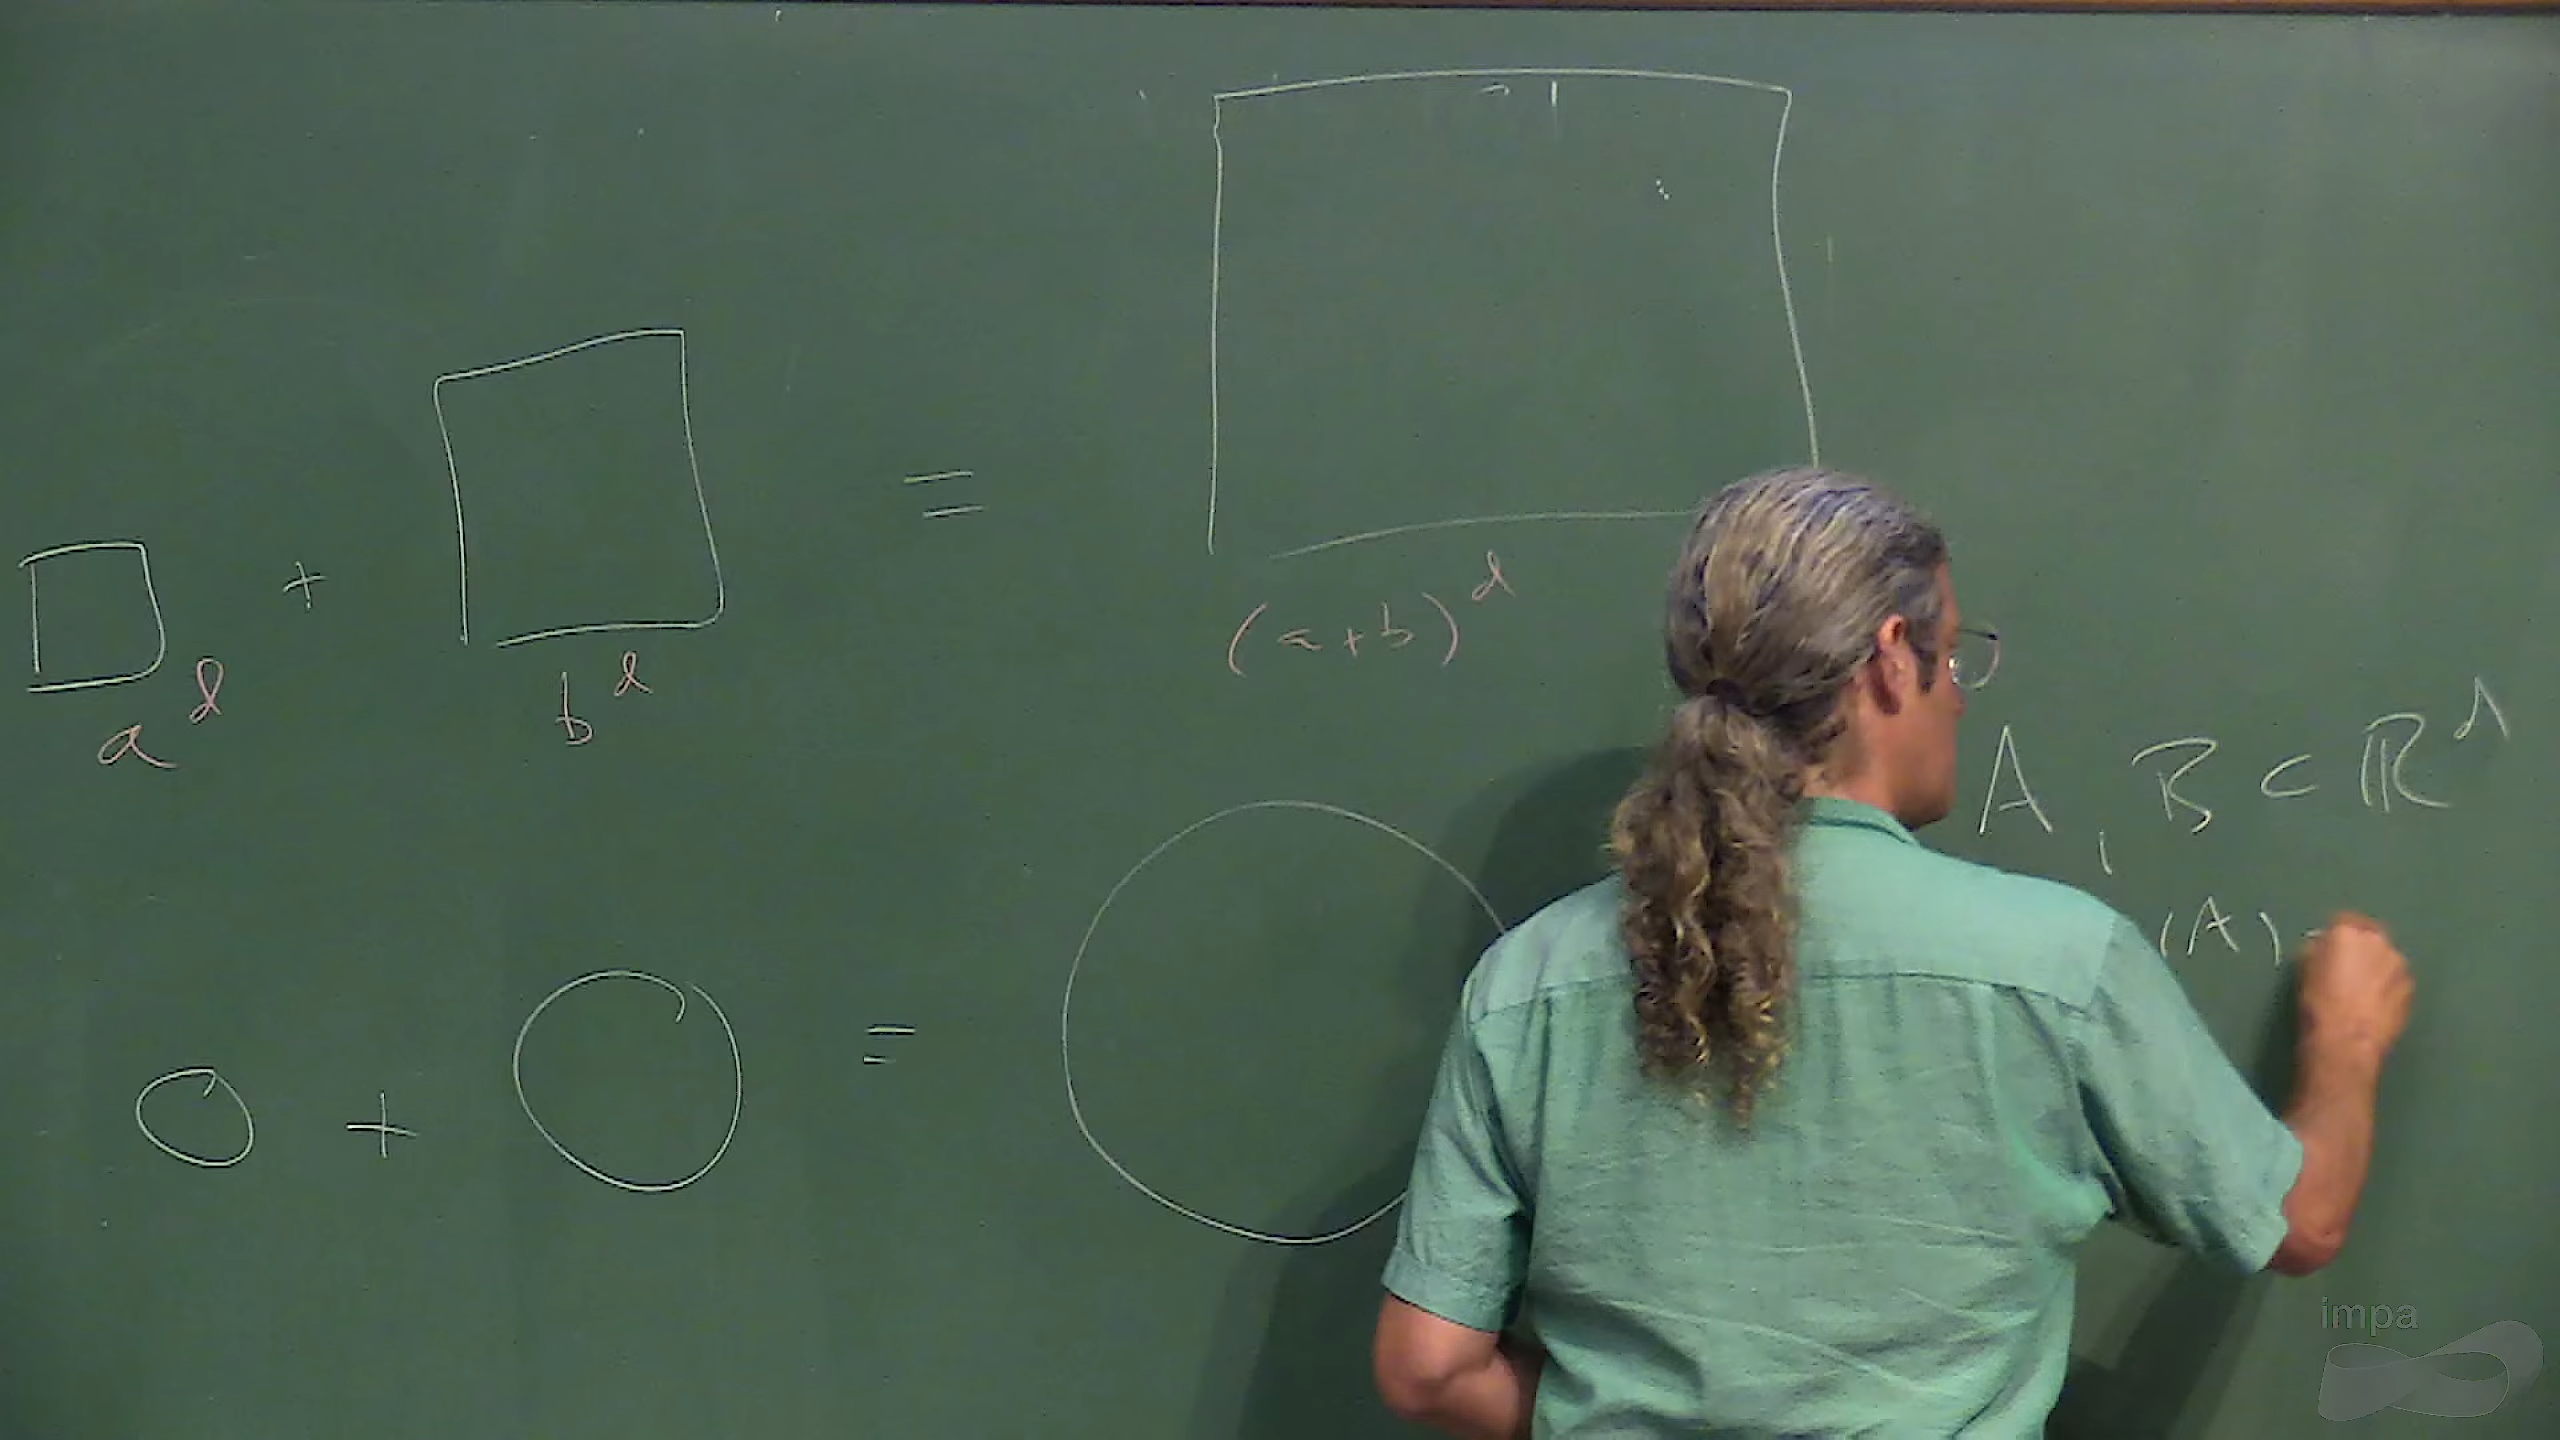 + =
a^d b^d (a+b)^d
A, B ⊂ ℝ^d
(A)
+ =
impa